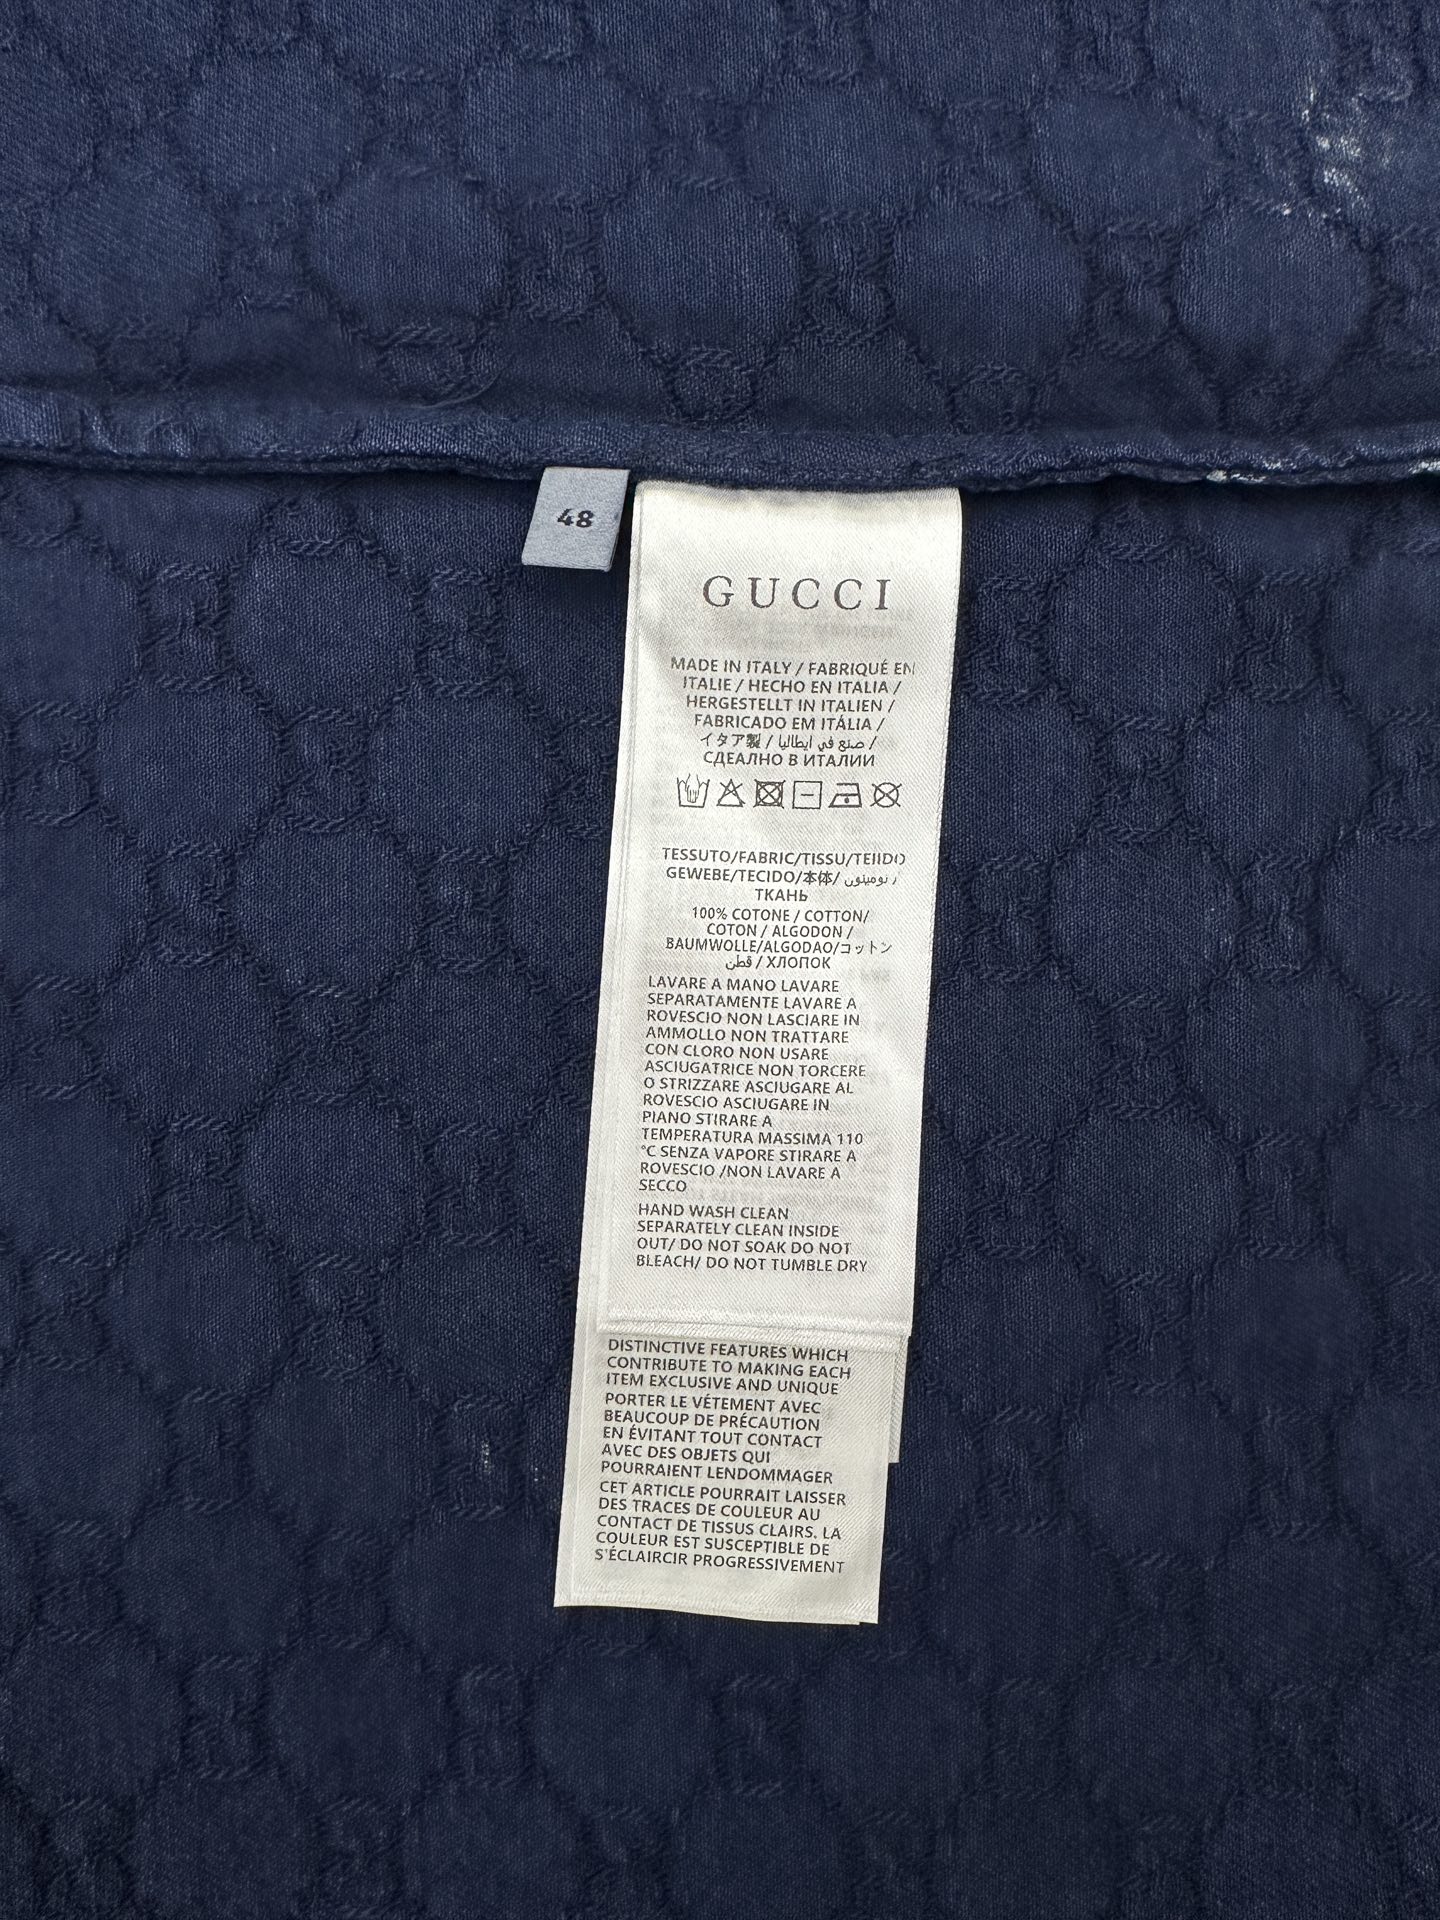 48
GUCCI
MADE IN ITALY / FABRIQUÉ EN
ITALIE / HECHO EN ITALIA /
HERGESTELLT IN ITALIEN /
FABRICADO EM ITÁLIA /
イタリア製 / صنع في ايطاليا /
СДЕАЛНО В ИТАЛИИ
TESSUTO/FABRIC/TISSU/TEIIDO
GEWEBE/TECIDO/本体/
ТКАНЬ
100% COTONE / COTTON/
COTON / ALGODON /
BAUMWOLLE/ALGODAO/コットン
قطن / ХЛОПОК
LAVARE A MANO LAVARE
SEPARATAMENTE LAVARE A
ROVESCIO NON LASCIARE IN
AMMOLLO NON TRATTARE
CON CLORO NON USARE
ASCIUGATRICE NON TORCERE
O STRIZZARE ASCIUGARE AL
ROVESCIO ASCIUGARE IN
PIANO STIRARE A
TEMPERATURA MASSIMA 110
°C SENZA VAPORE STIRARE A
ROVESCIO /NON LAVARE A
SECCO
HAND WASH CLEAN
SEPARATELY CLEAN INSIDE
OUT/ DO NOT SOAK DO NOT
BLEACH/ DO NOT TUMBLE DRY
DISTINCTIVE FEATURES WHICH
CONTRIBUTE TO MAKING EACH
ITEM EXCLUSIVE AND UNIQUE
PORTER LE VÉTEMENT AVEC
BEAUCOUP DE PRÉCAUTION
EN ÉVITANT TOUT CONTACT
AVEC DES OBJETS QUI
POURRAIENT LENDOMMAGER
CET ARTICLE POURRAIT LAISSER
DES TRACES DE COULEUR AU
CONTACT DE TISSUS CLAIRS. LA
COULEUR EST SUSCEPTIBLE DE
S'ÉCLAIRCIR PROGRESSIVEMENT